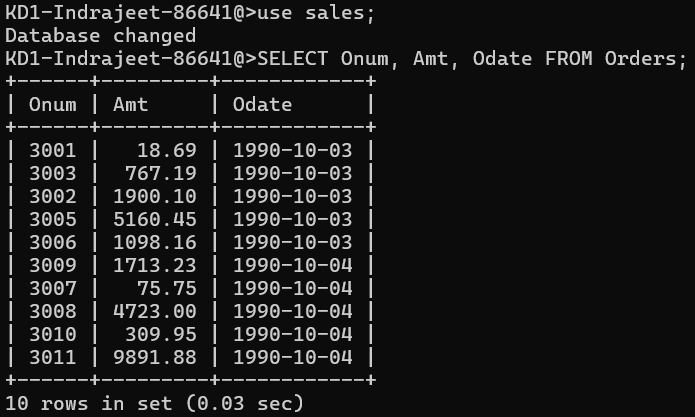 KD1-Indrajeet-86641@>use sales;
Database changed
KD1-Indrajeet-86641@>SELECT Onum, Amt, Odate FROM Orders;
+------+---------+------------+
| Onum | Amt     | Odate      |
+------+---------+------------+
| 3001 |   18.69 | 1990-10-03 |
| 3003 |  767.19 | 1990-10-03 |
| 3002 | 1900.10 | 1990-10-03 |
| 3005 | 5160.45 | 1990-10-03 |
| 3006 | 1098.16 | 1990-10-03 |
| 3009 | 1713.23 | 1990-10-04 |
| 3007 |   75.75 | 1990-10-04 |
| 3008 | 4723.00 | 1990-10-04 |
| 3010 |  309.95 | 1990-10-04 |
| 3011 | 9891.88 | 1990-10-04 |
+------+---------+------------+
10 rows in set (0.03 sec)